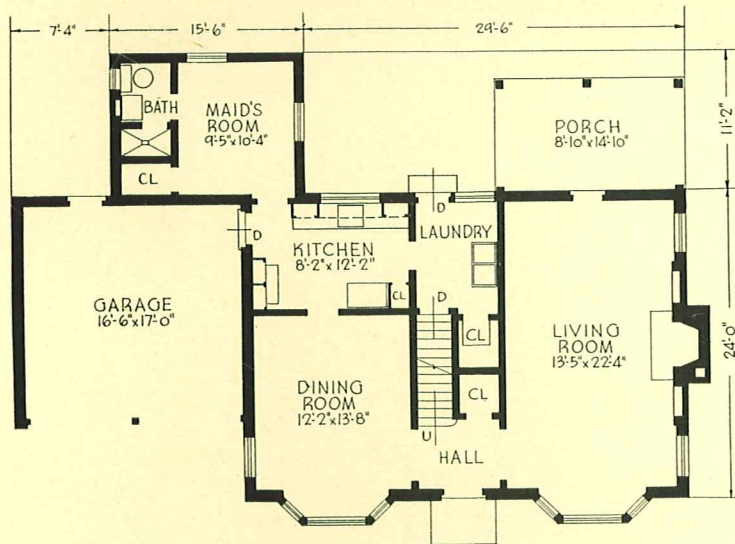 7'-4" 15'-6" 29'-6"
BATH
MAID'S
ROOM
9'-5"x10'-4"
CL
PORCH
8'-10"x14'-10"
11'-2"
D
D
LAUNDRY
KITCHEN
8'-2"x12'-2"
CL
D
GARAGE
16'-6"x17'-0"
LIVING
ROOM
13'-5"x22'-4"
24'-0"
CL
DINING
ROOM
12'-2"x13'-8"
CL
U
HALL